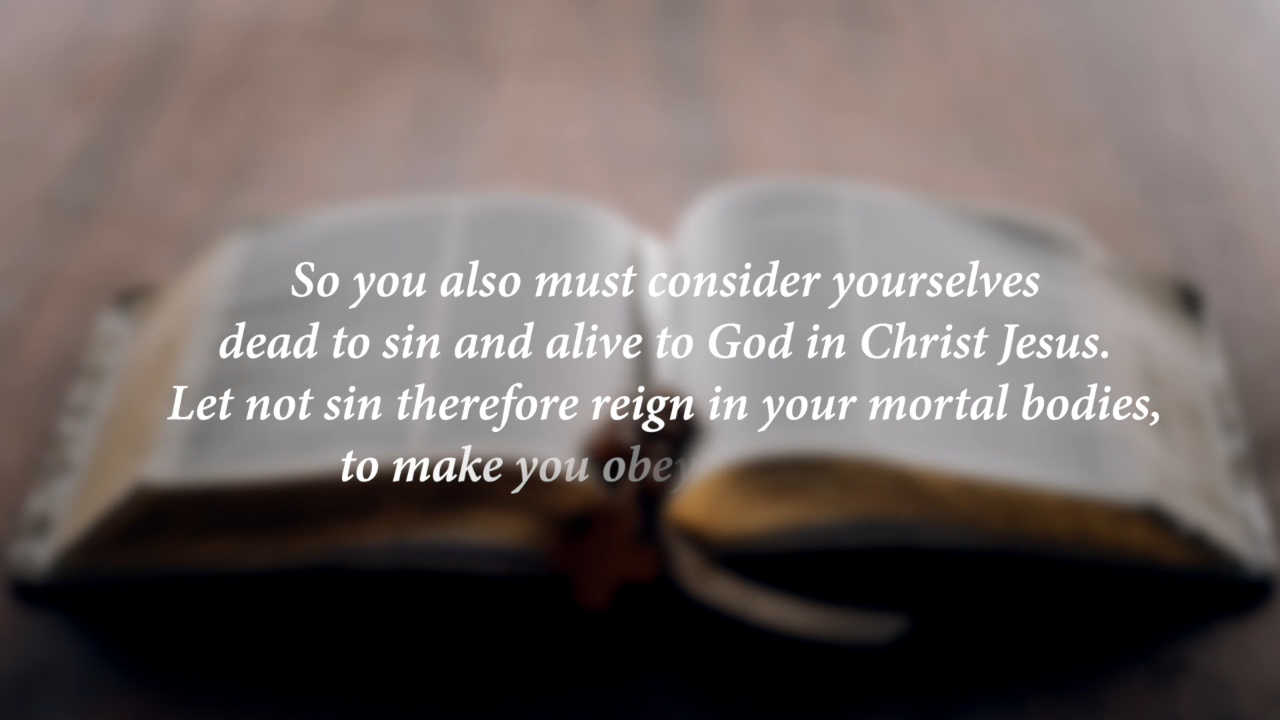 So you also must consider yourselves
dead to sin and alive to God in Christ Jesus.
Let not sin therefore reign in your mortal bodies,
to make you obey